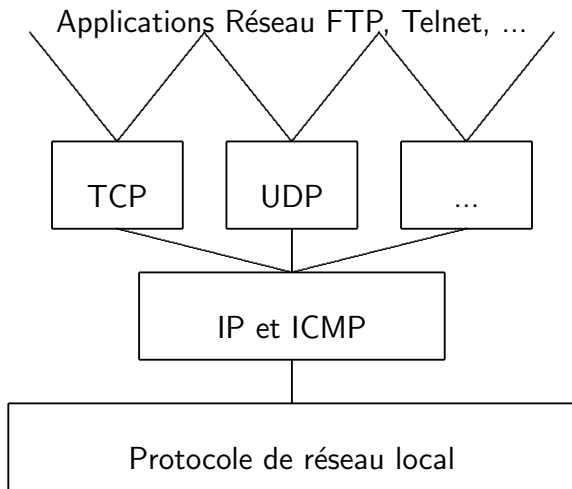 Applications Réseau FTP, Telnet, ...
TCP
UDP
...
IP et ICMP
Protocole de réseau local